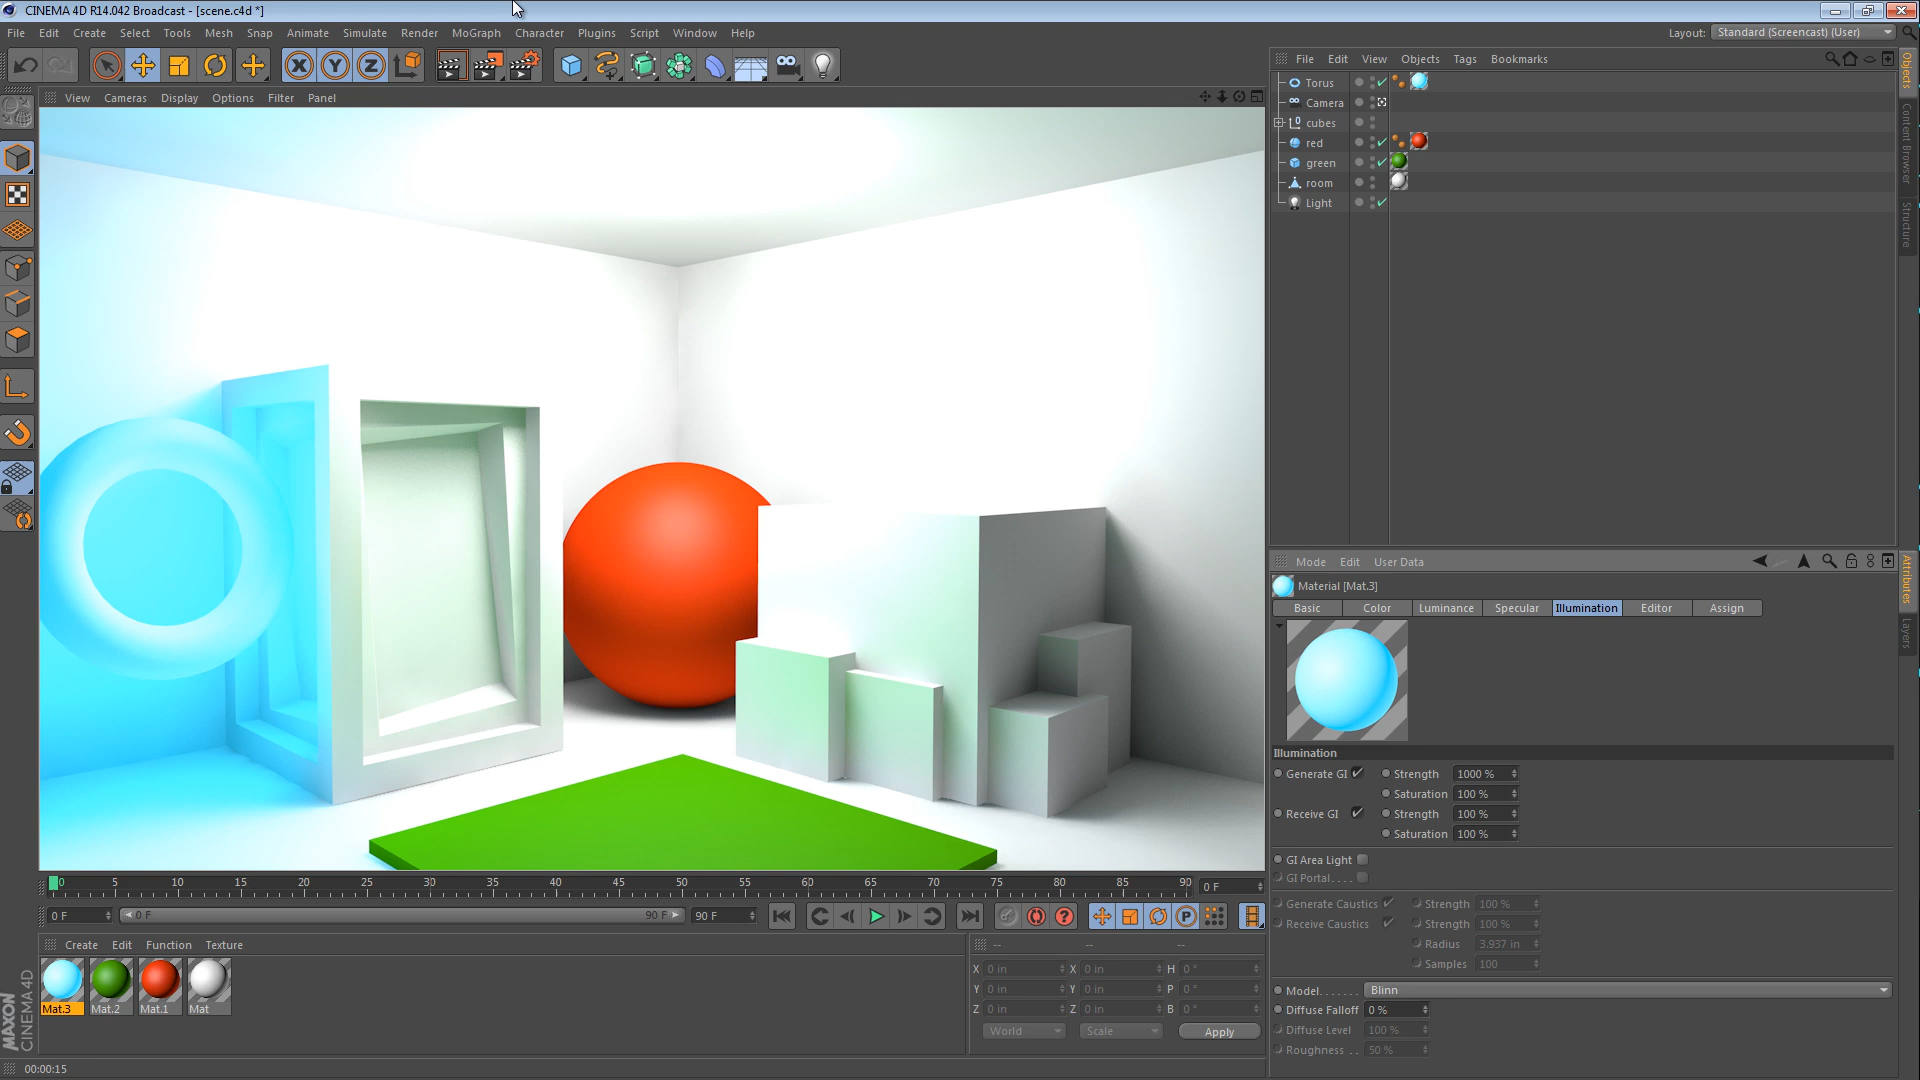 CINEMA 4D R14.042 Broadcast - [scene.c4d *]
File Edit Create Select Tools Mesh Snap Animate Simulate Render MoGraph Character Plugins Script Window Help
Layout: Standard (Screencast) (User)
X Y Z
File Edit View Objects Tags Bookmarks
View Cameras Display Options Filter Panel
Torus
Camera
cubes
red
green
room
Light
Objects
Content Browser
Structure
Mode Edit User Data
Material [Mat.3]
Basic Color Luminance Specular Illumination Editor Assign
Attributes
Layers
Illumination
Generate GI Strength 1000 %
Saturation 100 %
Receive GI Strength 100 %
Saturation 100 %
GI Area Light
GI Portal....
Generate Caustics Strength 100 %
Receive Caustics Strength 100 %
Radius 3.937 in
Samples 100
Model....... Blinn
Diffuse Falloff 0 %
Diffuse Level 100 %
Roughness .. 50 %
0 5 10 15 20 25 30 35 40 45 50 55 60 65 70 75 80 85 90 0 F
0 F 0 F 90 F 90 F ? P
Create Edit Function Texture
Mat.3 Mat.2 Mat.1 Mat
-- -- --
X 0 in X 0 in H 0 °
Y 0 in Y 0 in P 0 °
Z 0 in Z 0 in B 0 °
World Scale Apply
MAXON
CINEMA 4D
00:00:15